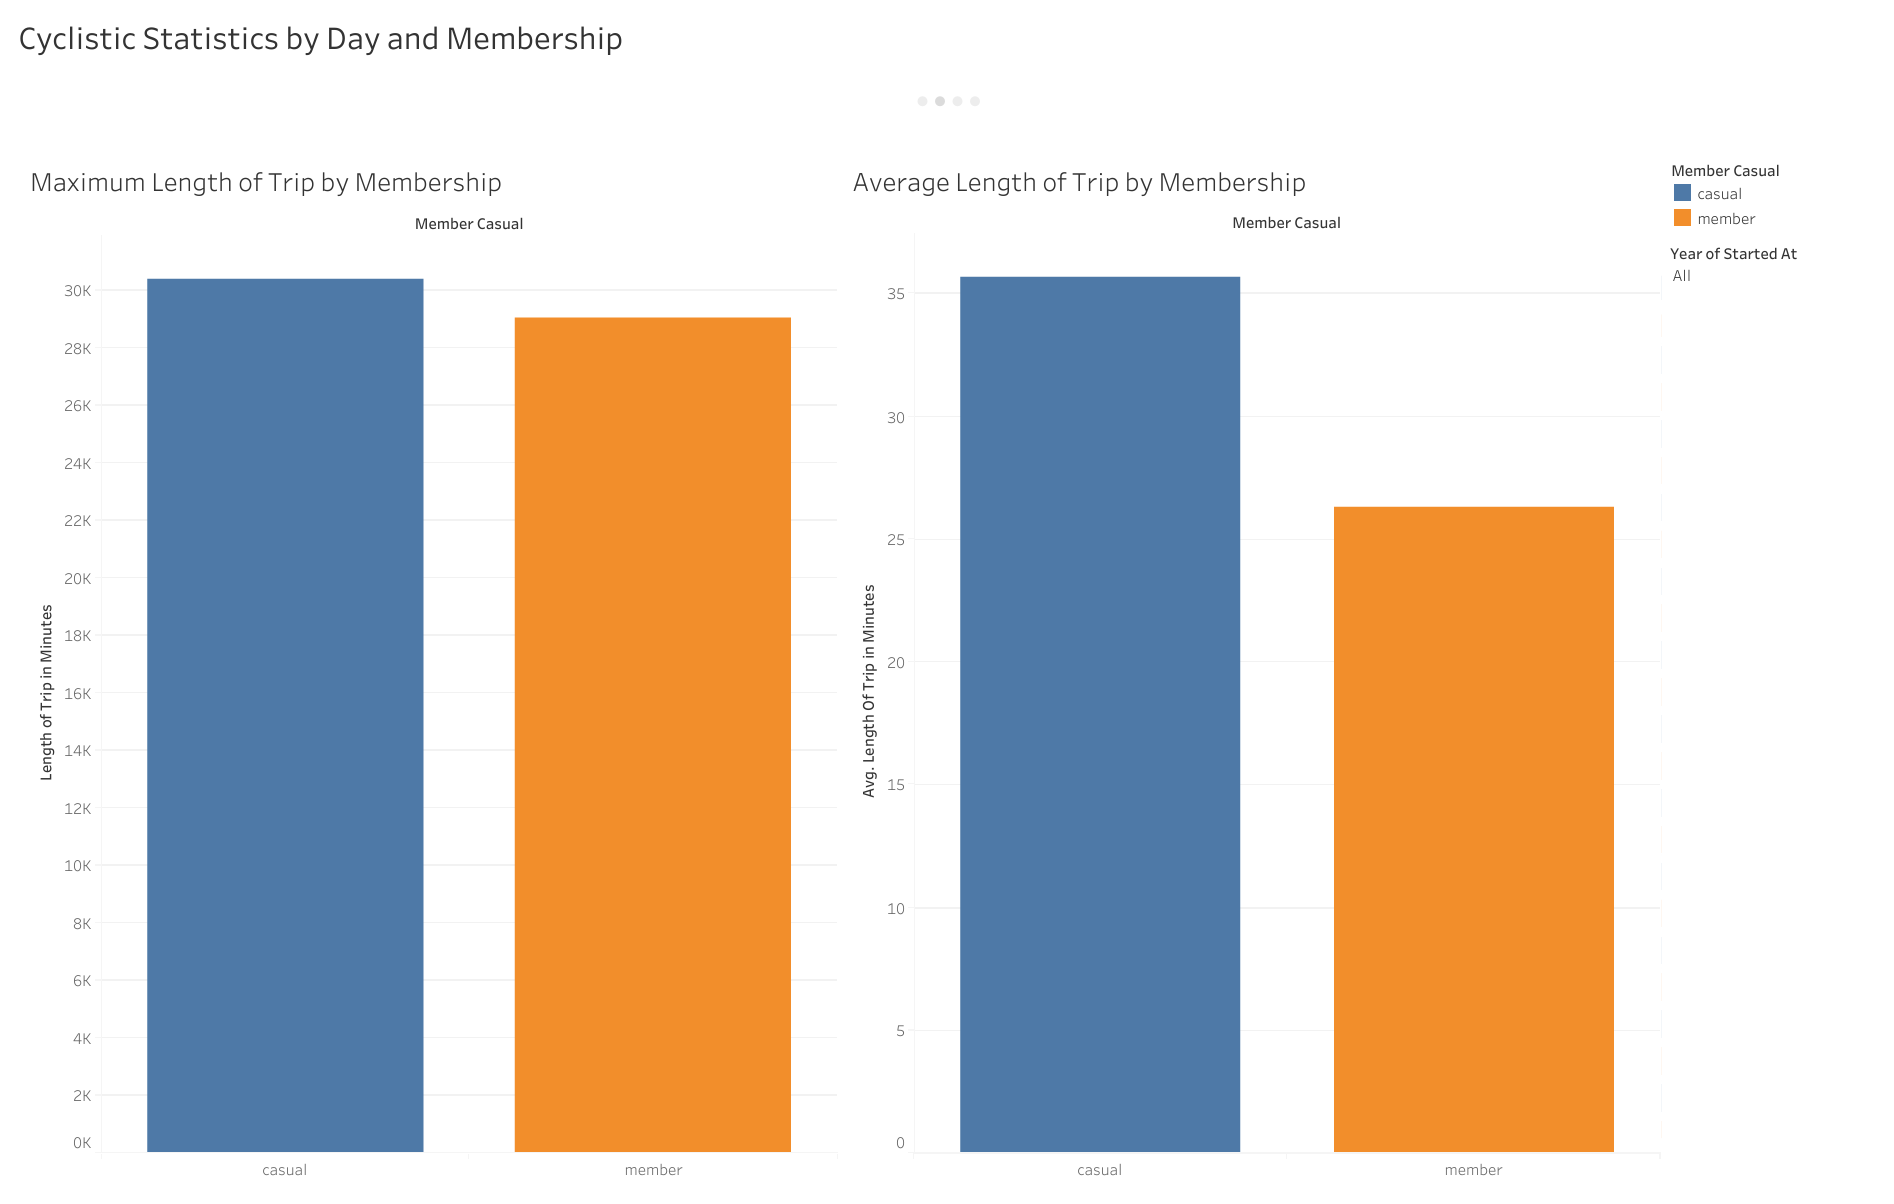 Cyclistic Statistics by Day and Membership
Maximum Length of Trip by Membership
Member Casual
30K
28K
26K
24K
22K
20K
18K
16K
14K
12K
10K
8K
6K
4K
2K
0K
Length of Trip in Minutes
casual
member
Average Length of Trip by Membership
Member Casual
35
30
25
20
15
10
5
0
Avg. Length Of Trip in Minutes
casual
member
Member Casual
casual
member
Year of Started At
All